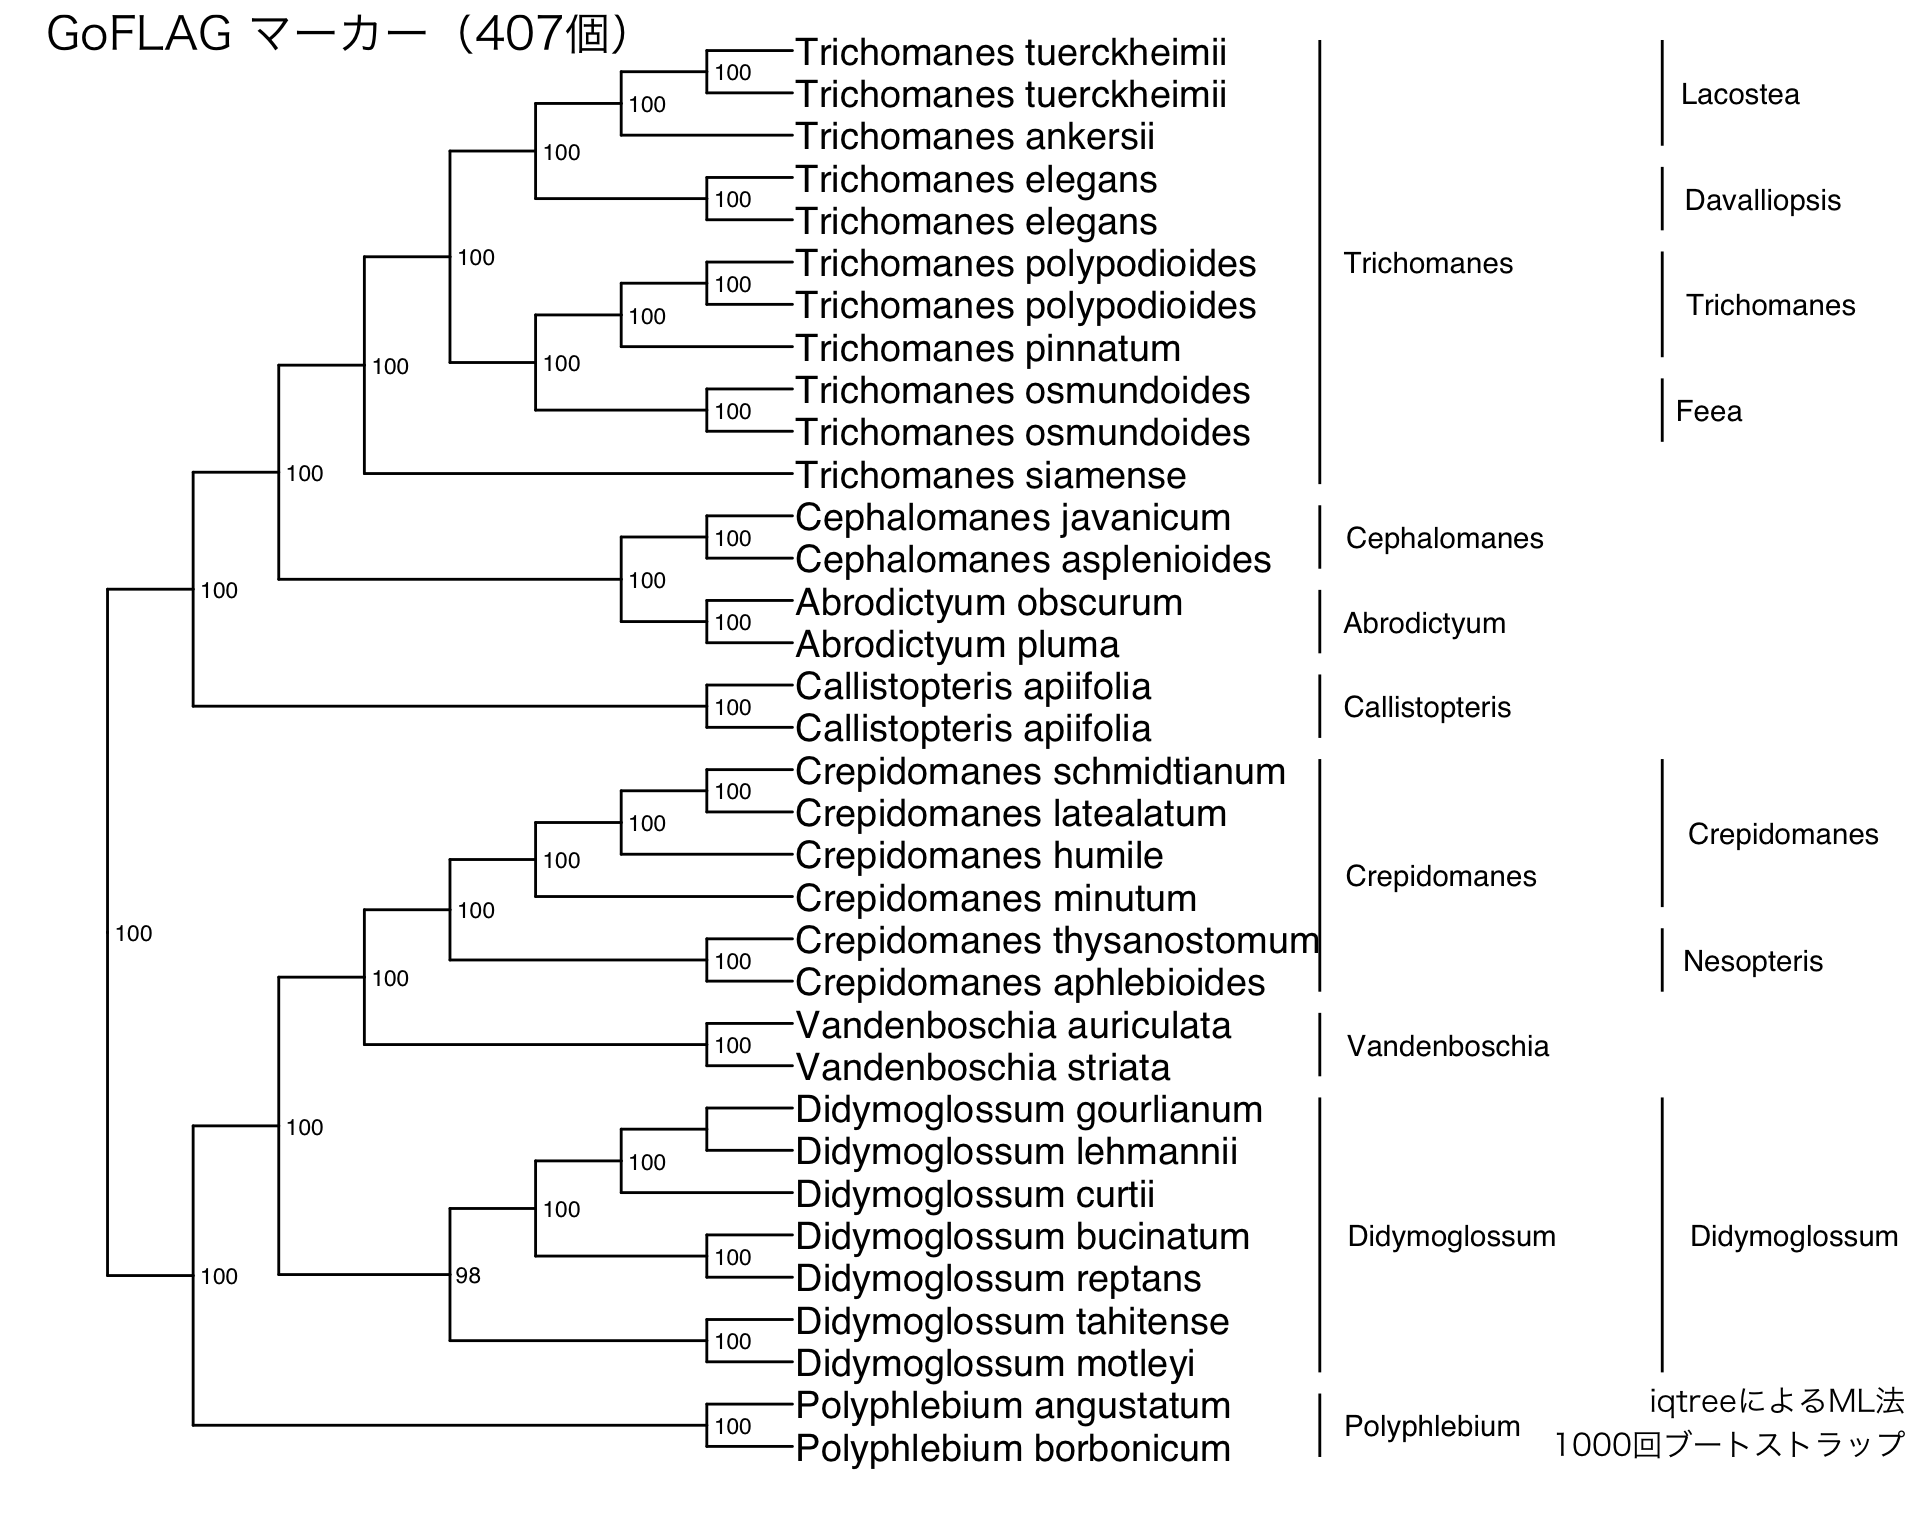 GoFLAG マーカー（407個）
Trichomanes tuerckheimii
100
Trichomanes tuerckheimii
100
Trichomanes ankersii
100
Trichomanes elegans
100
Trichomanes elegans
100
Trichomanes polypodioides
100
Trichomanes polypodioides
100
Trichomanes pinnatum
100
100
Trichomanes osmundoides
100
Trichomanes osmundoides
100
Trichomanes siamense
Cephalomanes javanicum
100
Cephalomanes asplenioides
100
Abrodictyum obscurum
100
Abrodictyum pluma
100
Callistopteris apiifolia
100
Callistopteris apiifolia
Crepidomanes schmidtianum
100
Crepidomanes latealatum
100
Crepidomanes humile
100
Crepidomanes minutum
100
100
Crepidomanes thysanostomum
100
Crepidomanes aphlebioides
100
Vandenboschia auriculata
100
Vandenboschia striata
Didymoglossum gourlianum
100
Didymoglossum lehmannii
100
Didymoglossum curtii
100
Didymoglossum bucinatum
100
Didymoglossum reptans
98
100
Didymoglossum tahitense
100
Didymoglossum motleyi
Polyphlebium angustatum
100
Polyphlebium borbonicum
Trichomanes
Cephalomanes
Abrodictyum
Callistopteris
Crepidomanes
Vandenboschia
Didymoglossum
Polyphlebium
Lacostea
Davalliopsis
Trichomanes
Feea
Crepidomanes
Nesopteris
Didymoglossum
iqtreeによるML法
1000回ブートストラップ